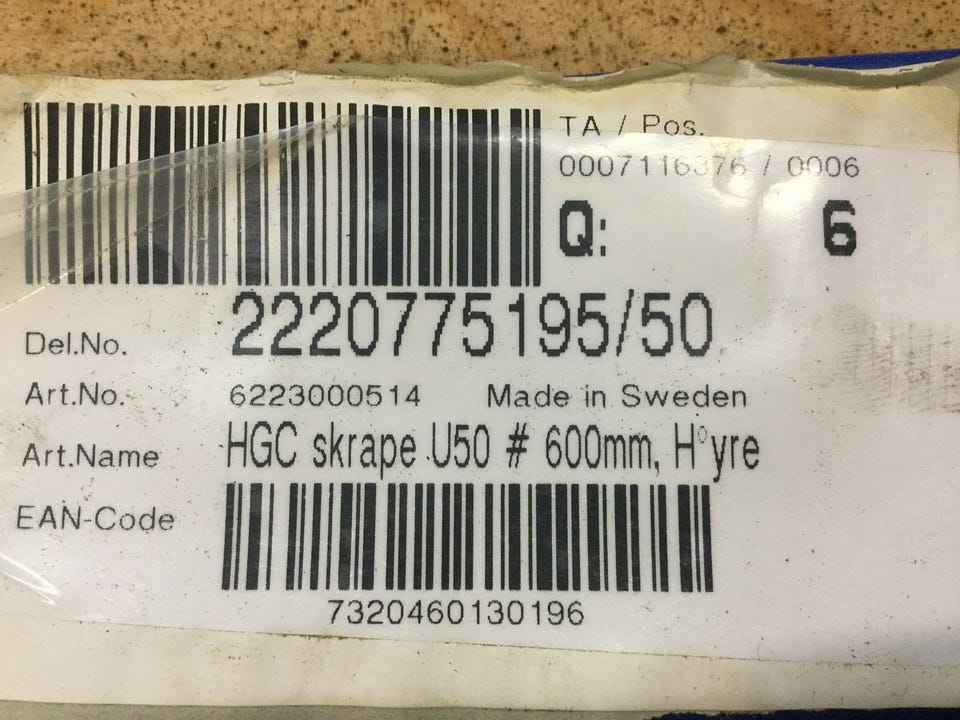 TA / Pos.
0007116376 / 0006
Q: 6
2220775195/50
Del.No.
Art.No. 6223000514 Made in Sweden
Art.Name HGC skrape U50 # 600mm, H°yre
EAN-Code
7320460130196